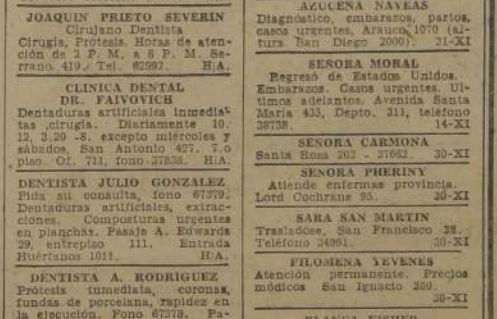 JOAQUIN PRIETO SEVERIN
Cirujano Dentista
Cirugía, Prótesis. Horas de aten-
ción de 2 P. M. a 8 P. M. Se-
rrano 419. Tel. 62992. H|A.
CLINICA DENTAL
DR. FAIVOVICH
Dentaduras artificiales inmedia-
tas, cirugía. Diariamente 10.
12, 3.20 -8. excepto miércoles y
sábados, San Antonio 427. 7.o
piso. Of. 711, fono 37838. H|A.
DENTISTA JULIO GONZALEZ
Pida su consulta, fono 67379.
Dentaduras artificiales, extrac-
ciones. Composturas urgentes
en planchas. Pasaje A. Edwards
29, entrepiso 111. Entrada
Huérfanos 1011. H|A.
DENTISTA A. RODRIGUEZ
Prótesis inmediata, coronas,
fundas de porcelana, rapidez en
la ejecución. Fono 67378. Pa-
AZUCENA NAVEAS
Diagnóstico, embarazos, partos,
casos urgentes, Arauco 1070 (al-
tura San Diego 2000). 21-XI
SEÑORA MORAL
Regresó de Estados Unidos.
Embarazos. Casos urgentes. Ul-
timos adelantos. Avenida Santa
María 435, Depto. 311, teléfono
38738. 14-XI
SEÑORA CARMONA
Santa Rosa 262 - 37662. 30-XI
SEÑORA PHERINY
Atiende enfermas provincia.
Lord Cochrane 95. 30-XI
SARA SAN MARTIN
Trasladóse, San Francisco 28.
Teléfono 34961. 30-XI
FILOMENA YEVENES
Atención permanente. Precios
módicos San Ignacio 380.
30-XI